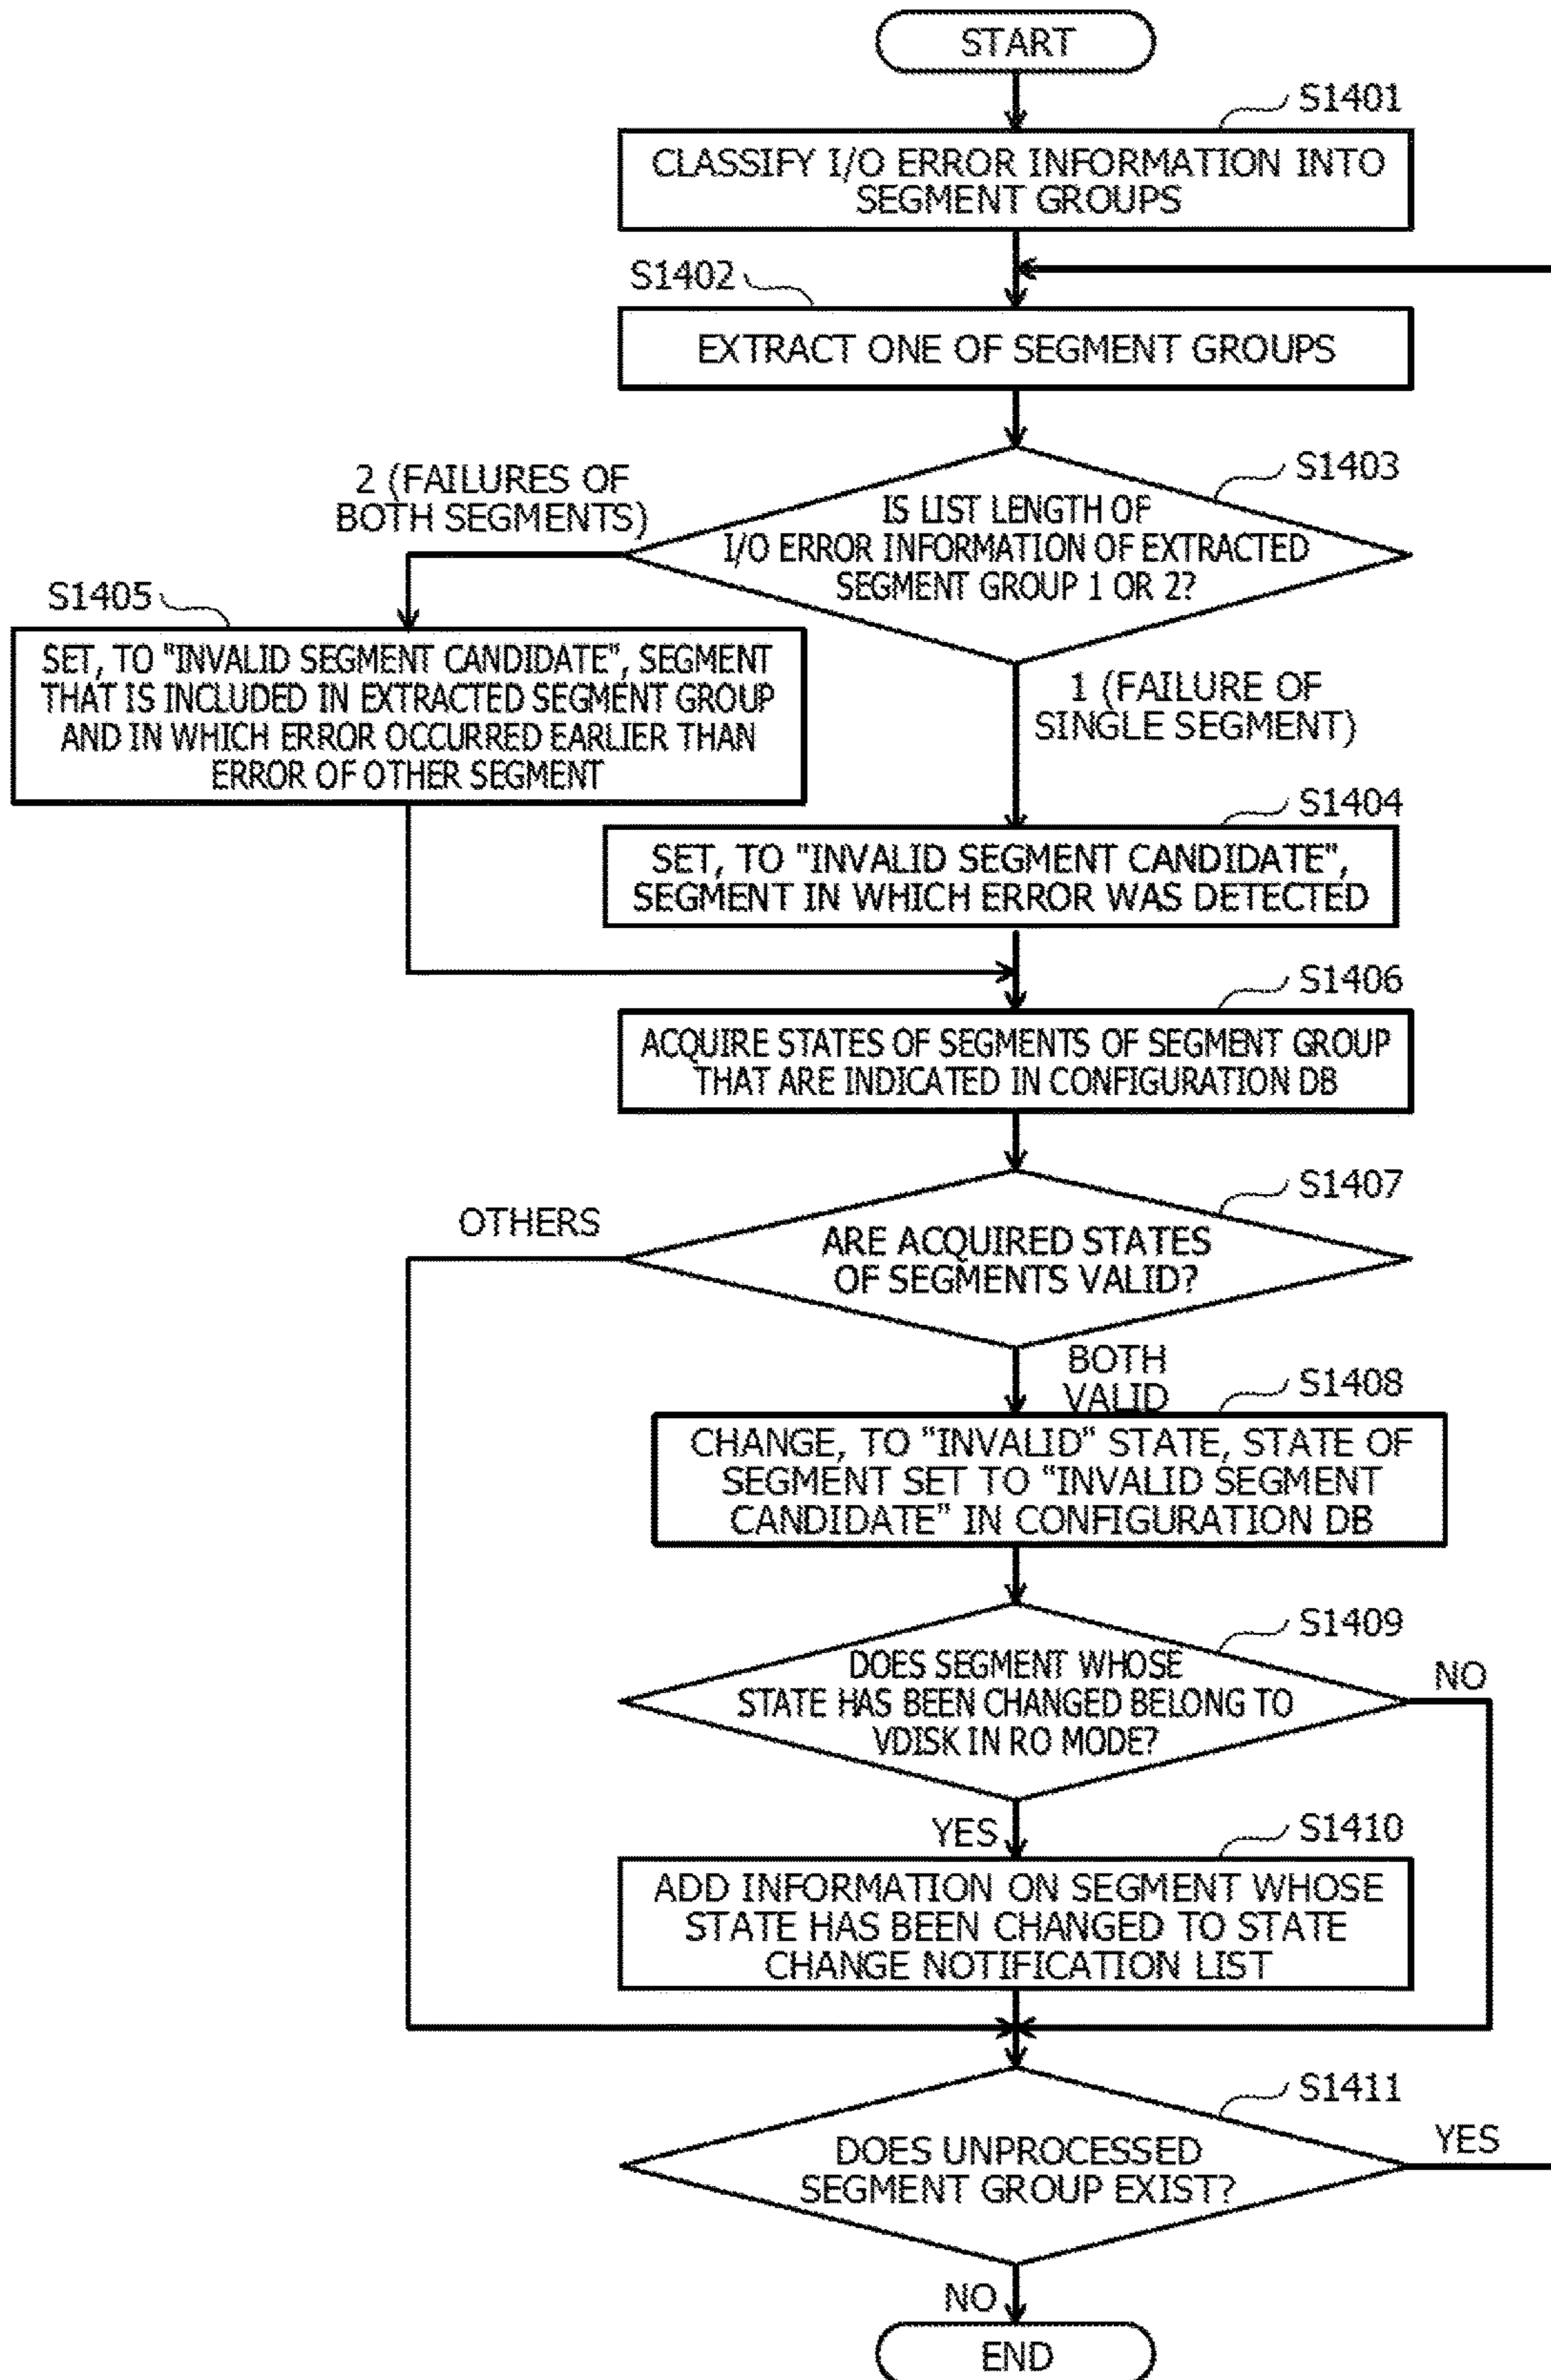 START
S1401
CLASSIFY I/O ERROR INFORMATION INTO
SEGMENT GROUPS
S1402
EXTRACT ONE OF SEGMENT GROUPS
S1403
IS LIST LENGTH OF
I/O ERROR INFORMATION OF EXTRACTED
SEGMENT GROUP 1 OR 2?
2 (FAILURES OF
BOTH SEGMENTS)
S1405
SET, TO "INVALID SEGMENT CANDIDATE", SEGMENT
THAT IS INCLUDED IN EXTRACTED SEGMENT GROUP
AND IN WHICH ERROR OCCURRED EARLIER THAN
ERROR OF OTHER SEGMENT
1 (FAILURE OF
SINGLE SEGMENT)
S1404
SET, TO "INVALID SEGMENT CANDIDATE",
SEGMENT IN WHICH ERROR WAS DETECTED
S1406
ACQUIRE STATES OF SEGMENTS OF SEGMENT GROUP
THAT ARE INDICATED IN CONFIGURATION DB
S1407
OTHERS
ARE ACQUIRED STATES
OF SEGMENTS VALID?
BOTH
VALID
S1408
CHANGE, TO "INVALID" STATE, STATE OF
SEGMENT SET TO "INVALID SEGMENT
CANDIDATE" IN CONFIGURATION DB
S1409
DOES SEGMENT WHOSE
STATE HAS BEEN CHANGED BELONG TO
VDISK IN RO MODE?
NO
YES
S1410
ADD INFORMATION ON SEGMENT WHOSE
STATE HAS BEEN CHANGED TO STATE
CHANGE NOTIFICATION LIST
S1411
DOES UNPROCESSED
SEGMENT GROUP EXIST?
YES
NO
END